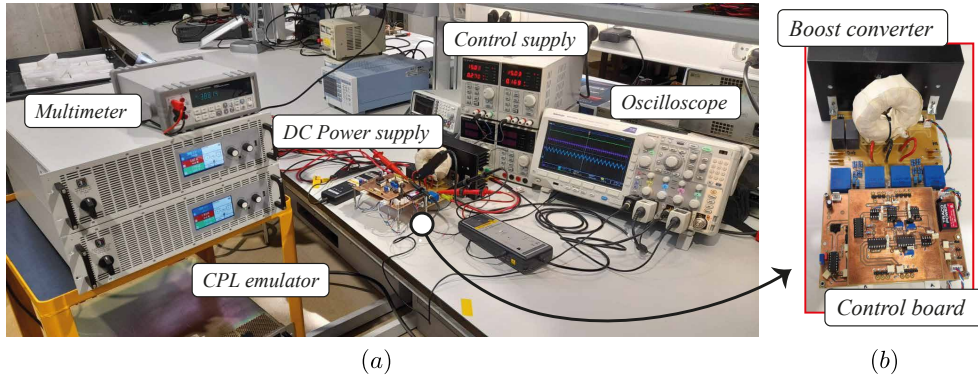 Control supply
Boost converter
Multimeter
Oscilloscope
DC Power supply
CPL emulator
Control board
(a)
(b)